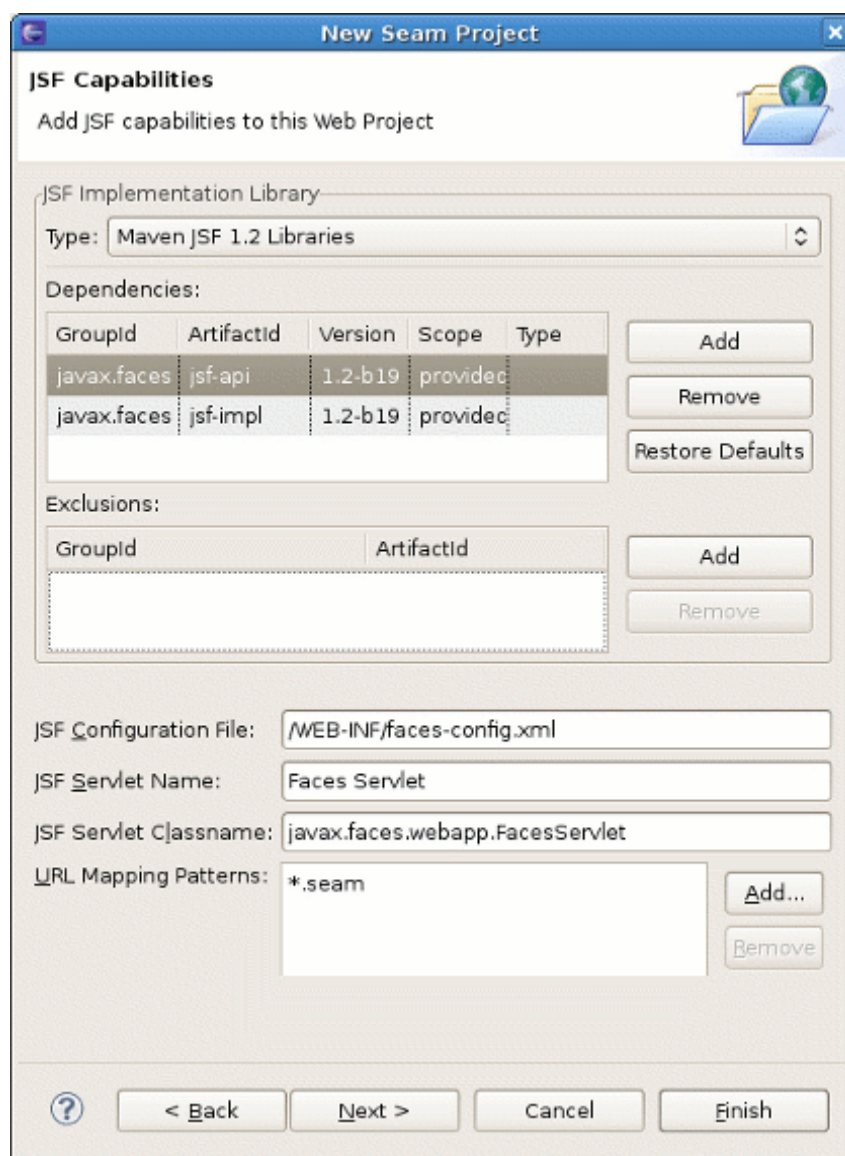 New Seam Project
JSF Capabilities
Add JSF capabilities to this Web Project
JSF Implementation Library
Type: Maven JSF 1.2 Libraries
Dependencies:
GroupId ArtifactId Version Scope Type
Add
javax.faces jsf-api 1.2-b19 providec
Remove
javax.faces jsf-impl 1.2-b19 providec
Restore Defaults
Exclusions:
GroupId ArtifactId
Add
Remove
JSF Configuration File: /WEB-INF/faces-config.xml
JSF Servlet Name: Faces Servlet
JSF Servlet Classname: javax.faces.webapp.FacesServlet
URL Mapping Patterns: *.seam
Add...
Remove
? < Back Next > Cancel Finish